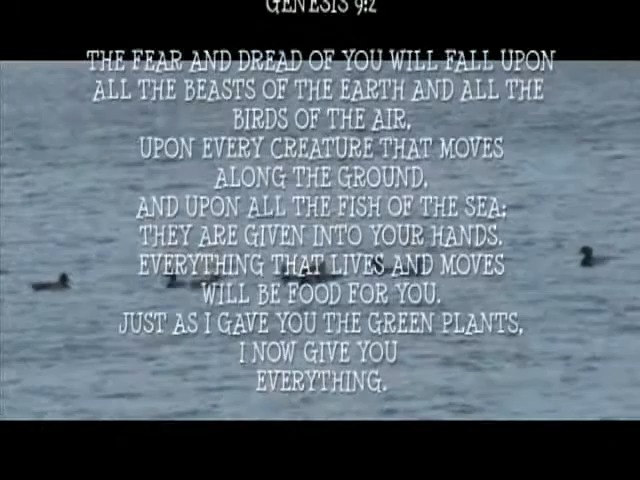 GENESIS 9:2
THE FEAR AND DREAD OF YOU WILL FALL UPON
ALL THE BEASTS OF THE EARTH AND ALL THE
BIRDS OF THE AIR,
UPON EVERY CREATURE THAT MOVES
ALONG THE GROUND,
AND UPON ALL THE FISH OF THE SEA;
THEY ARE GIVEN INTO YOUR HANDS.
EVERYTHING THAT LIVES AND MOVES
WILL BE FOOD FOR YOU.
JUST AS I GAVE YOU THE GREEN PLANTS,
I NOW GIVE YOU
EVERYTHING.